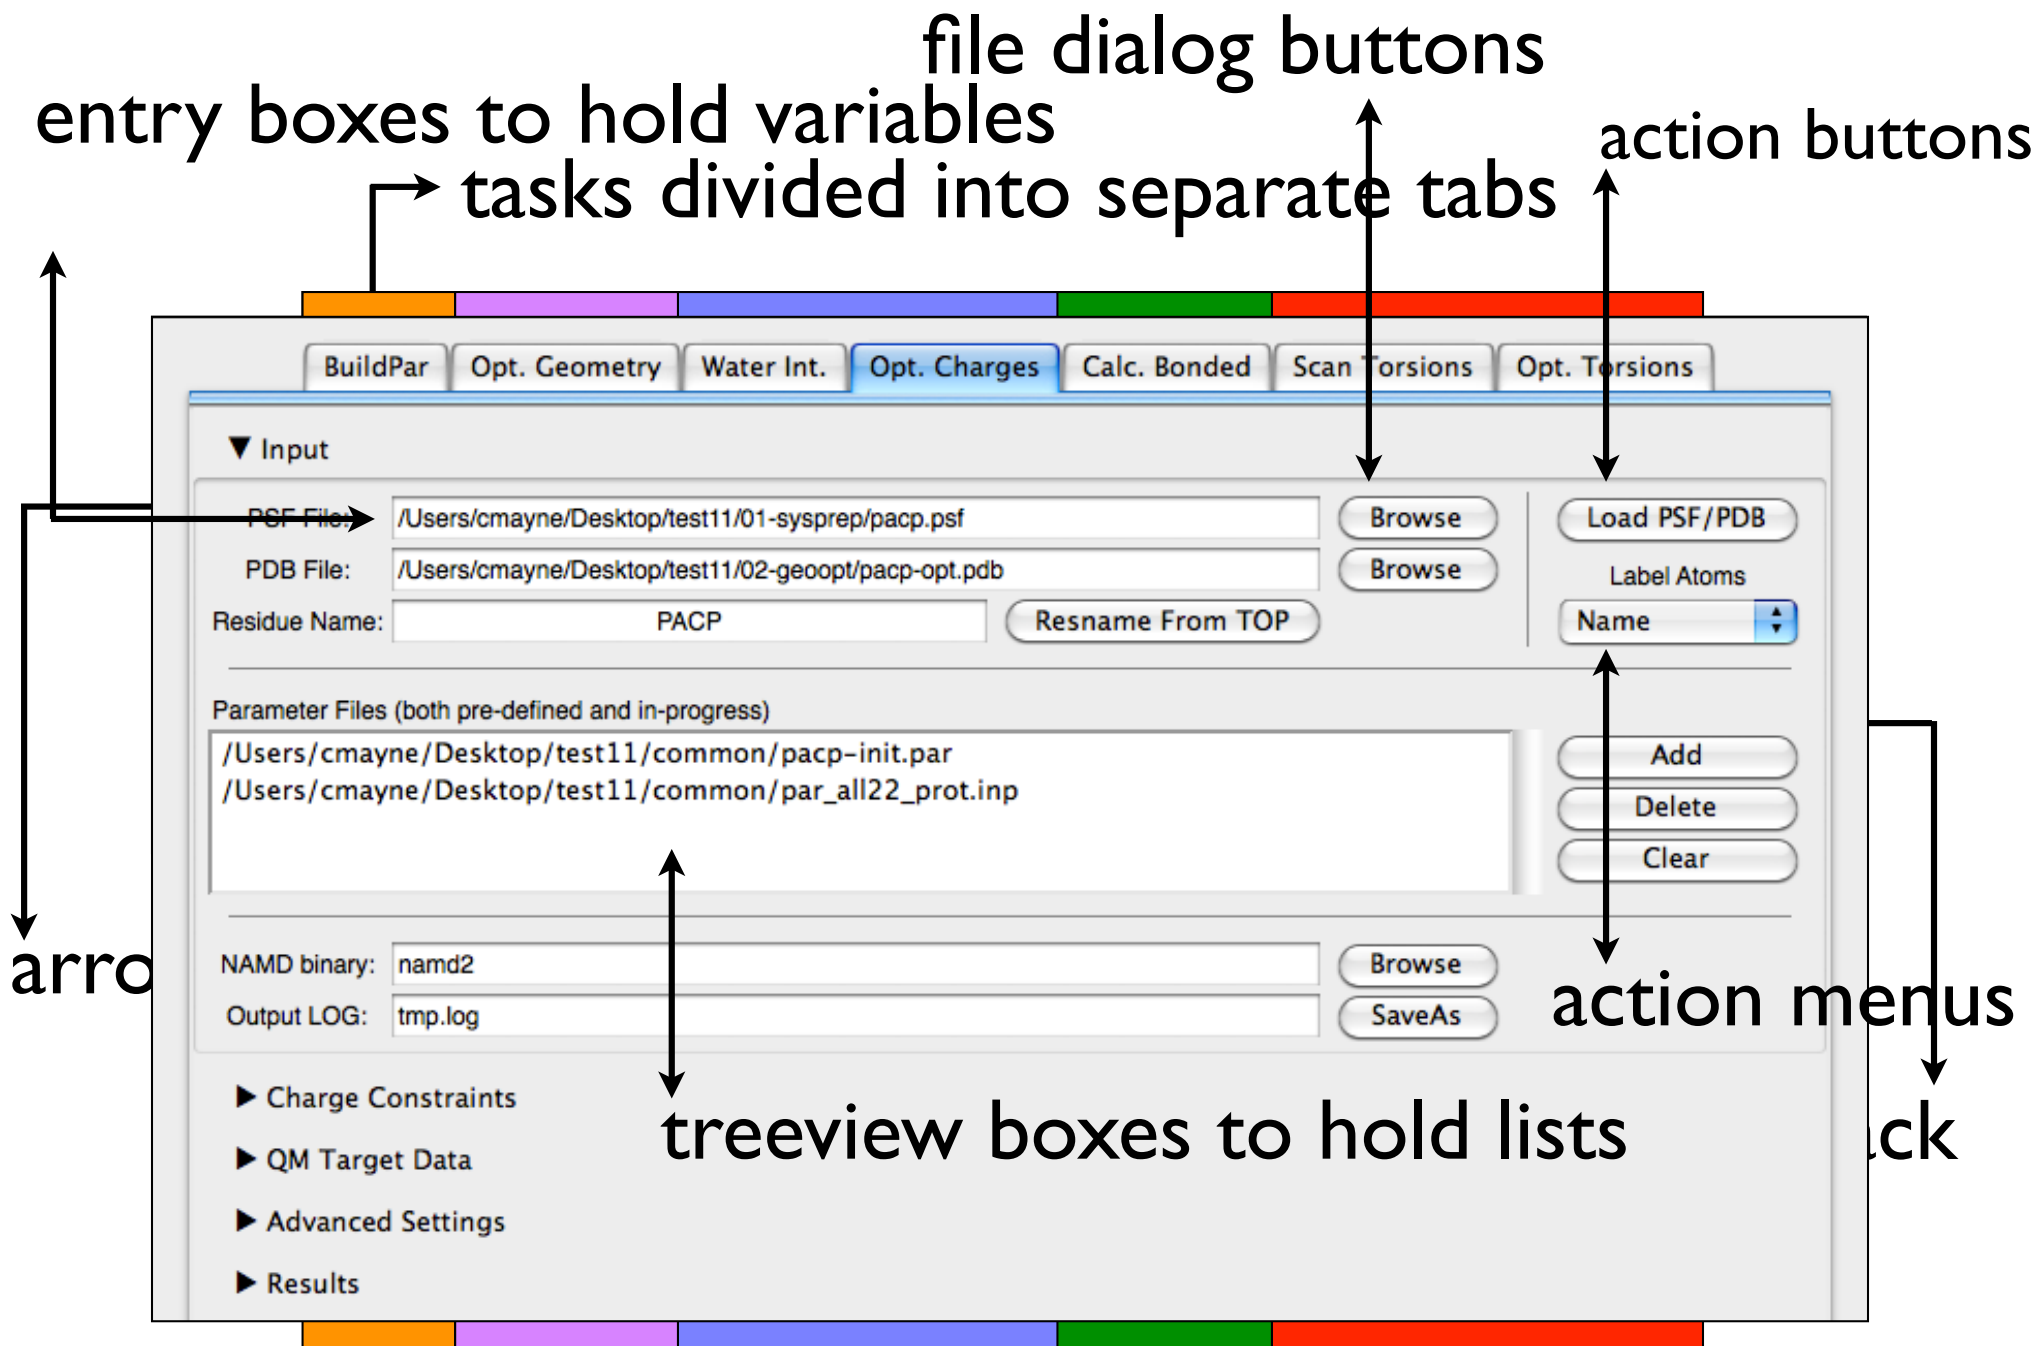 file dialog buttons
entry boxes to hold variables
action buttons
tasks divided into separate tabs
BuildPar Opt. Geometry Water Int. Opt. Charges Calc. Bonded Scan Torsions Opt. Torsions
▼ Input
PSF File: /Users/cmayne/Desktop/test11/01-sysprep/pacp.psf Browse Load PSF/PDB
PDB File: /Users/cmayne/Desktop/test11/02-geoopt/pacp-opt.pdb Browse Label Atoms
Residue Name: PACP Resname From TOP Name
Parameter Files (both pre-defined and in-progress)
/Users/cmayne/Desktop/test11/common/pacp-init.par Add
/Users/cmayne/Desktop/test11/common/par_all22_prot.inp Delete
Clear
NAMD binary: namd2 Browse
arro
action menus
Output LOG: tmp.log SaveAs
▶ Charge Constraints
treeview boxes to hold lists
ck
▶ QM Target Data
▶ Advanced Settings
▶ Results